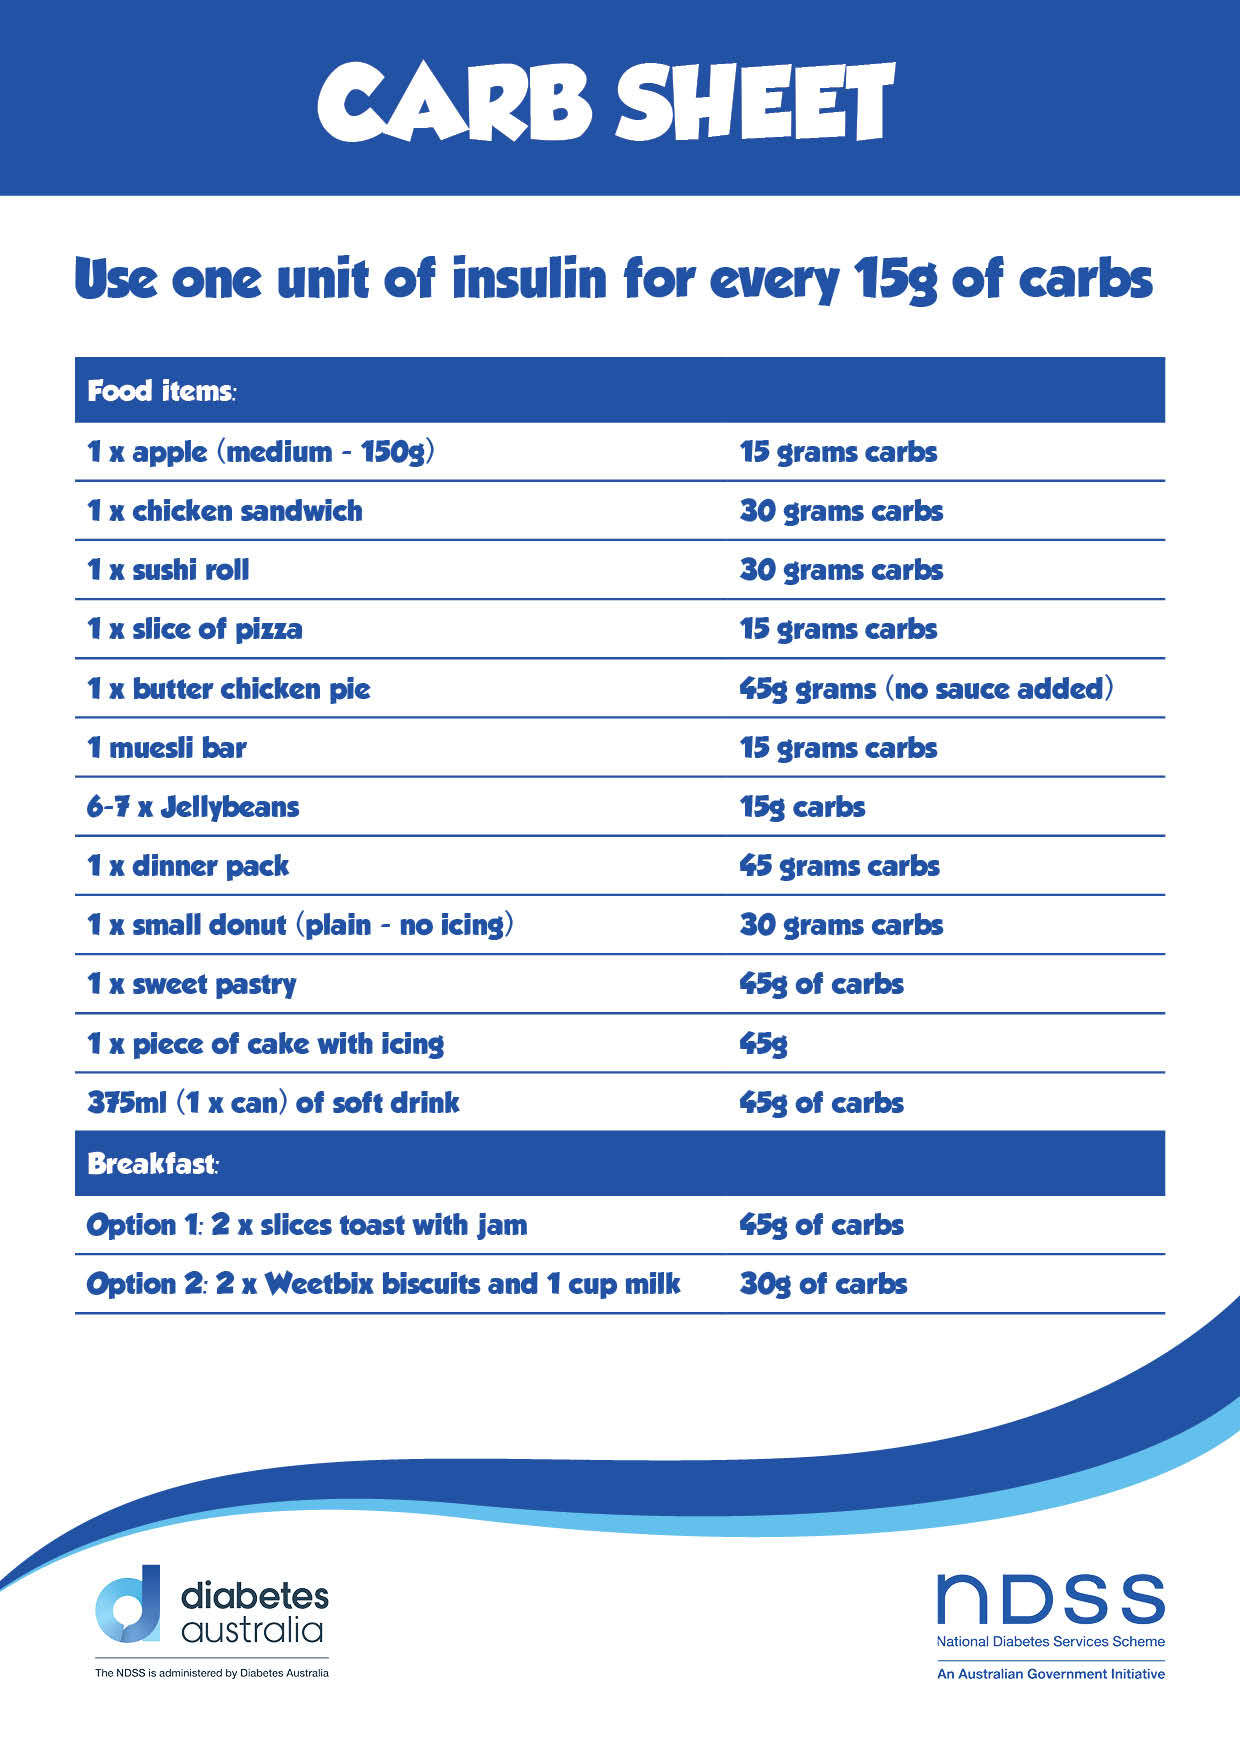 CARB SHEET
Use one unit of insulin for every 15g of carbs
Food items:
1 x apple (medium - 150g) 15 grams carbs
1 x chicken sandwich 30 grams carbs
1 x sushi roll 30 grams carbs
1 x slice of pizza 15 grams carbs
1 x butter chicken pie 45g grams (no sauce added)
1 muesli bar 15 grams carbs
6-7 x Jellybeans 15g carbs
1 x dinner pack 45 grams carbs
1 x small donut (plain - no icing) 30 grams carbs
1 x sweet pastry 45g of carbs
1 x piece of cake with icing 45g
375ml (1 x can) of soft drink 45g of carbs
Breakfast:
Option 1: 2 x slices toast with jam 45g of carbs
Option 2: 2 x Weetbix biscuits and 1 cup milk 30g of carbs
diabetes
australia
The NDSS is administered by Diabetes Australia
NDSS
National Diabetes Services Scheme
An Australian Government Initiative